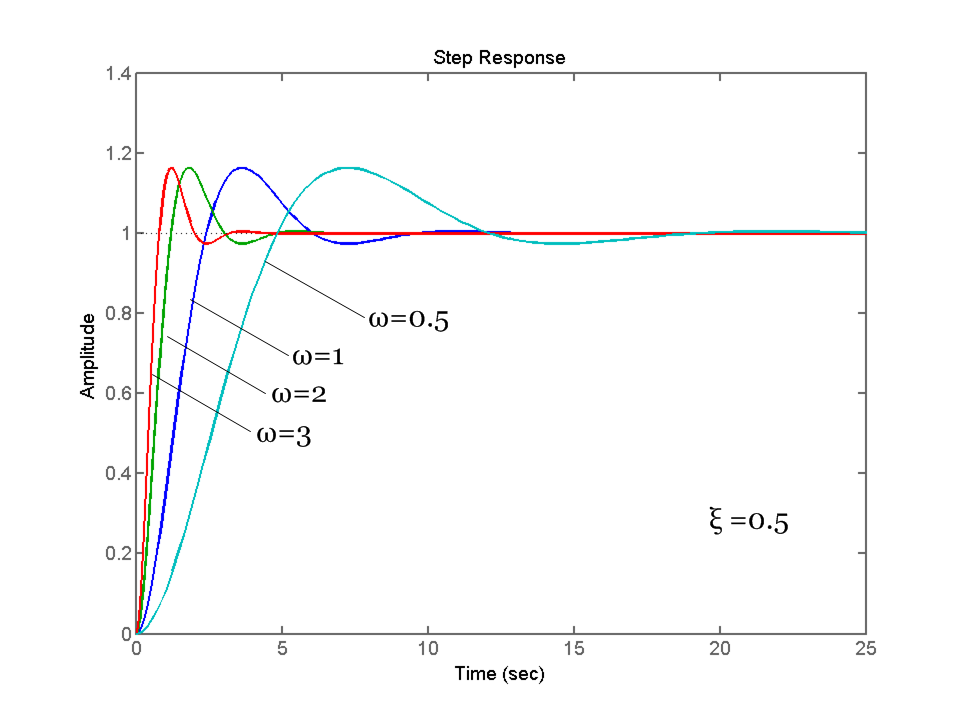 Step Response
1.4
1.2
1
0.8
0.6
0.4
0.2
0
Amplitude
ω=0.5
ω=1
ω=2
ω=3
ξ =0.5
0 5 10 15 20 25
Time (sec)